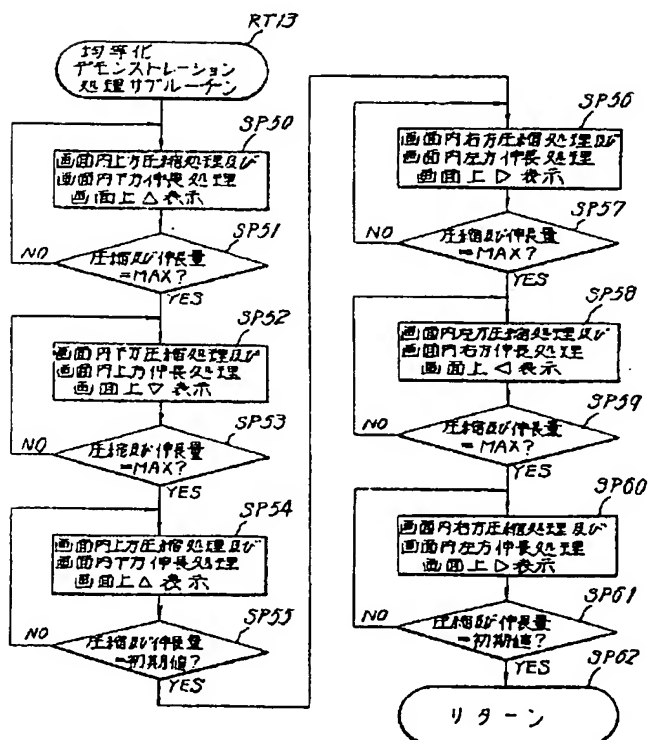 RT13
均等化
デモンストレーション
処理サブルーチン
SP50
画面内上方圧縮処理及び
画面内下方伸長処理
画面上△表示
SP51
圧縮及び伸長量
=MAX?
NO
YES
SP52
画面内下方圧縮処理及び
画面内上方伸長処理
画面上▽表示
SP53
圧縮及び伸長量
=MAX?
NO
YES
SP54
画面内上方圧縮処理及び
画面内下方伸長処理
画面上△表示
SP55
圧縮及び伸長量
=初期値?
NO
YES
SP56
画面内右方圧縮処理及び
画面内左方伸長処理
画面上▷表示
SP57
圧縮及び伸長量
=MAX?
NO
YES
SP58
画面内左方圧縮処理及び
画面内右方伸長処理
画面上◁表示
SP59
圧縮及び伸長量
=MAX?
NO
YES
SP60
画面内右方圧縮処理及び
画面内左方伸長処理
画面上▷表示
SP61
圧縮及び伸長量
=初期値?
NO
YES
SP62
リターン